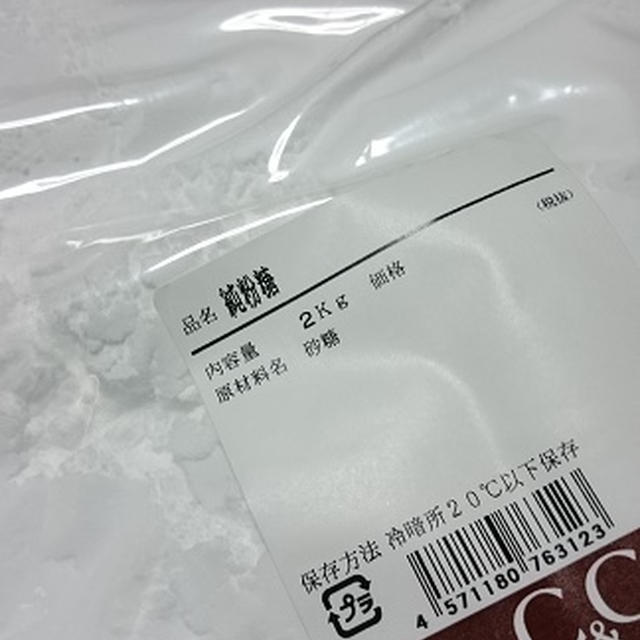 (税抜)
品名 純粉糖
内容量 2Kg 価格
原材料名 砂糖
保存方法 冷暗所20℃以下保存
プラ
4 571180 763123
CC
&